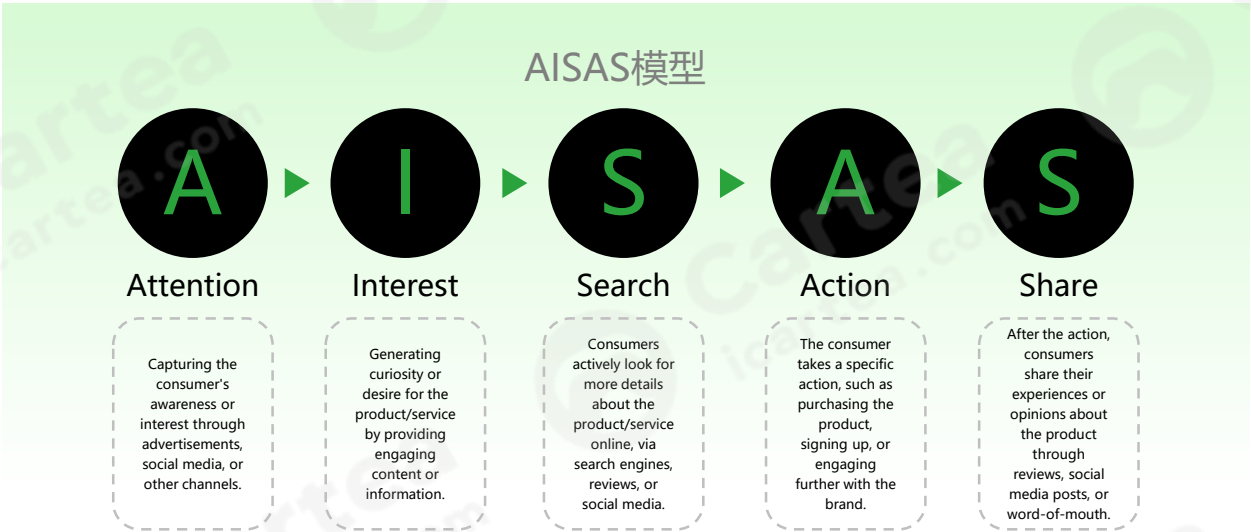 AISAS模型
A
I
S
A
S
Attention
Interest
Search
Action
Share
Capturing the
consumer's
awareness or
interest through
advertisements,
social media, or
other channels.
Generating
curiosity or
desire for the
product/service
by providing
engaging
content or
information.
Consumers
actively look for
more details
about the
product/service
online, via
search engines,
reviews, or
social media.
The consumer
takes a specific
action, such as
purchasing the
product,
signing up, or
engaging
further with the
brand.
After the action,
consumers
share their
experiences or
opinions about
the product
through
reviews, social
media posts, or
word-of-mouth.
Cartea
icartea.com